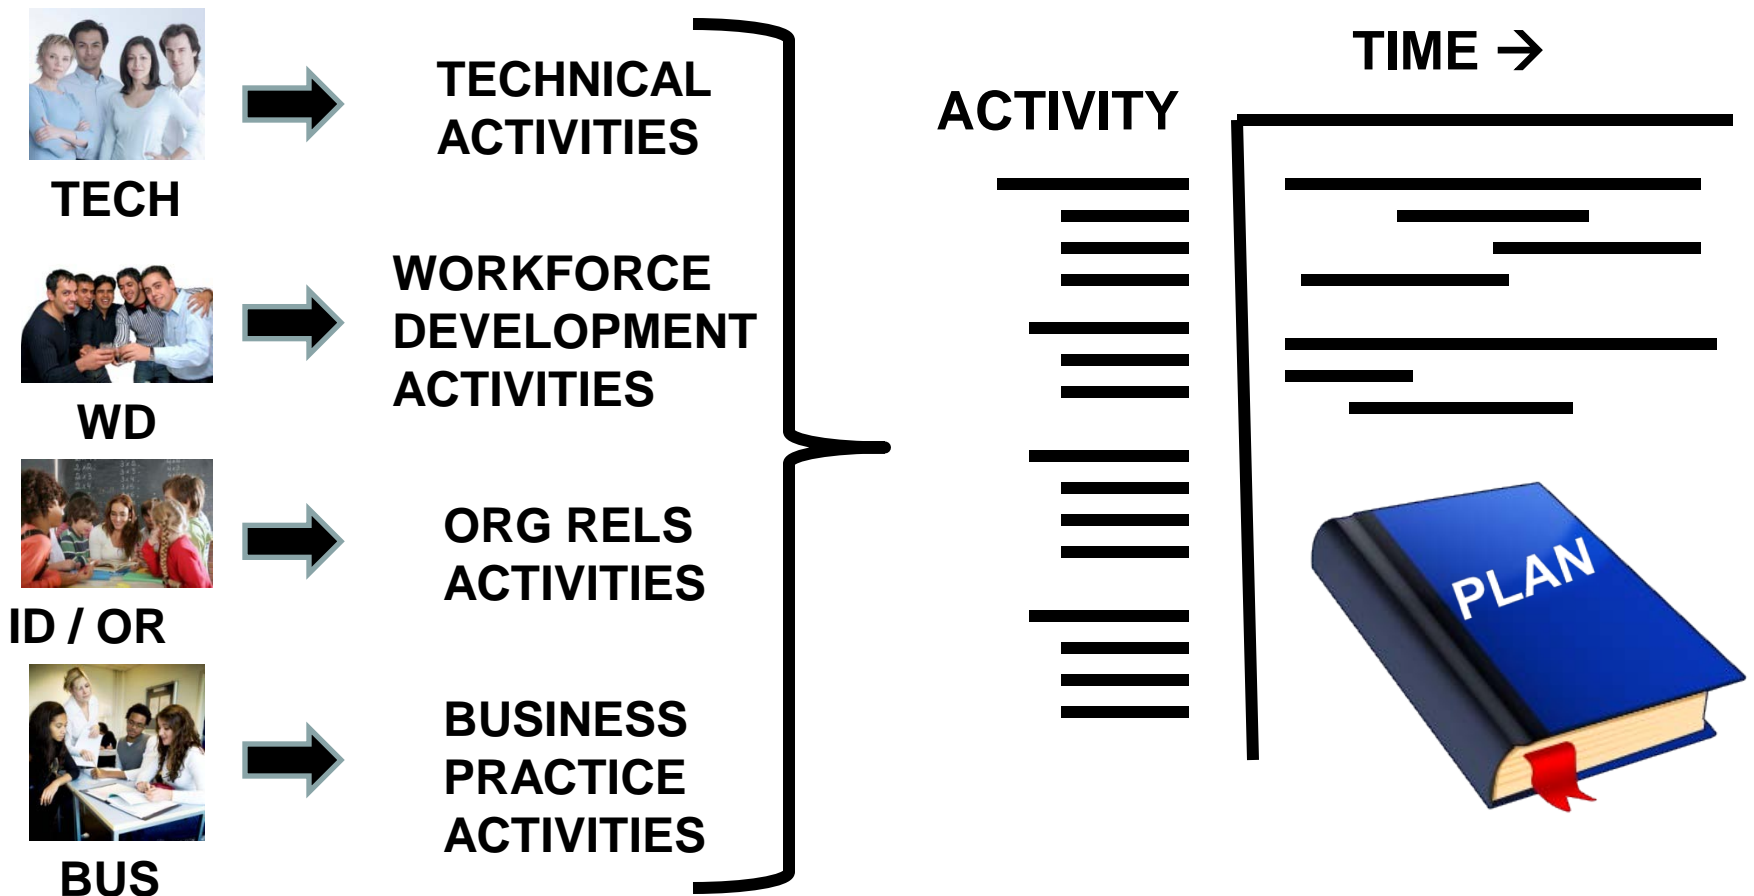 TECH
TECHNICAL
ACTIVITIES
WD
WORKFORCE
DEVELOPMENT
ACTIVITIES
ID / OR
ORG RELS
ACTIVITIES
BUS
BUSINESS
PRACTICE
ACTIVITIES
TIME →
ACTIVITY
PLAN